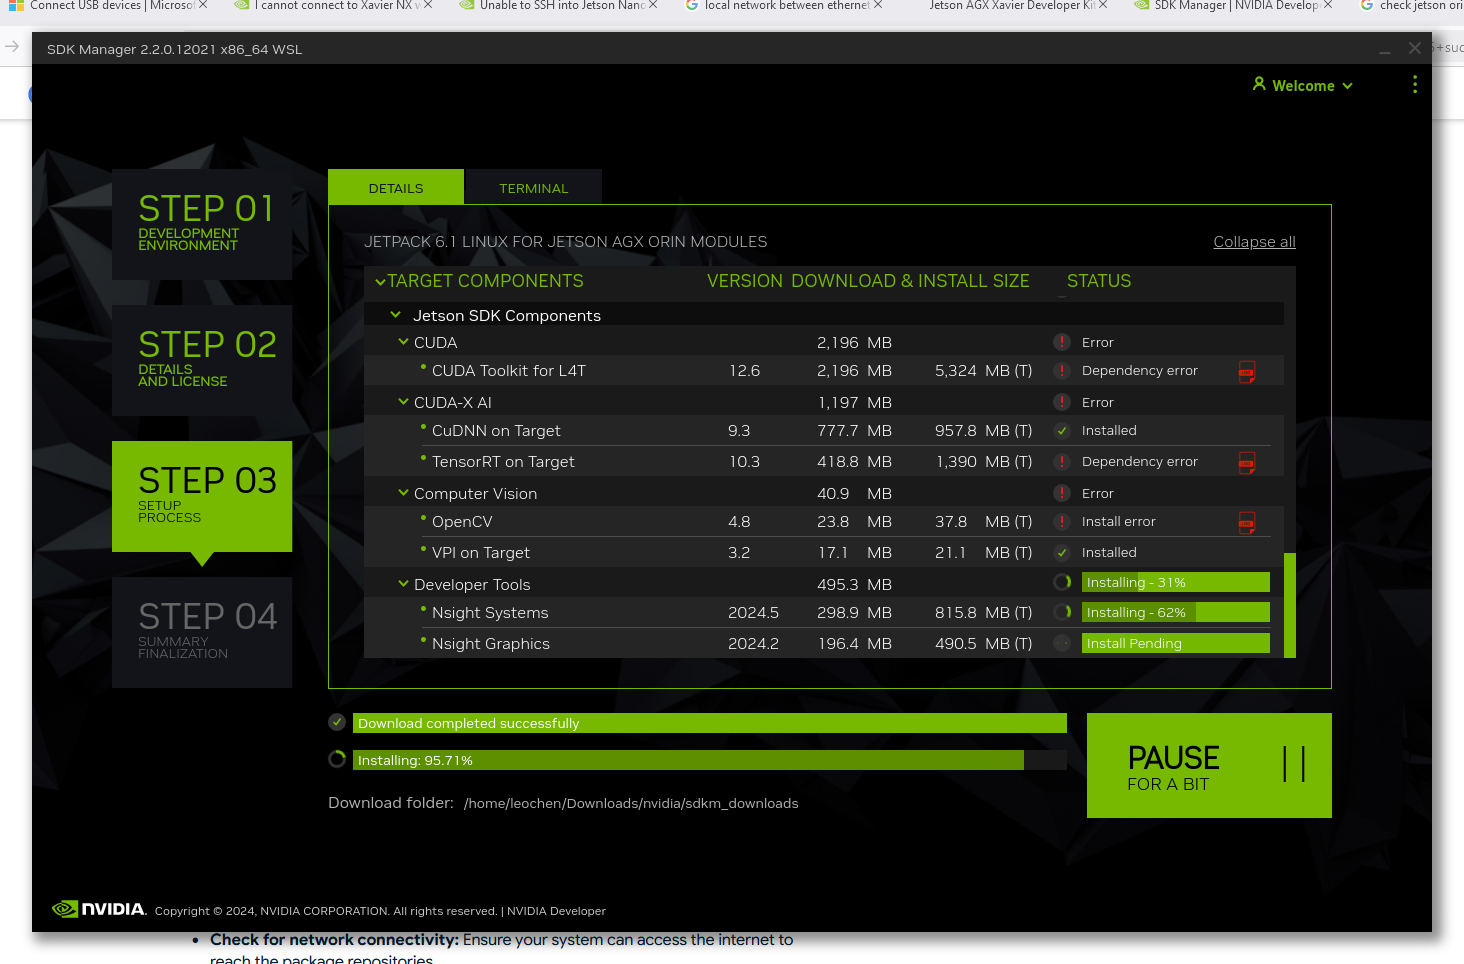 Connect USB devices | Microsof
I cannot connect to Xavier NX w
Unable to SSH into Jetson Nano
local network between ethernet
Jetson AGX Xavier Developer Kit
SDK Manager | NVIDIA Develop
check jetson ori
SDK Manager 2.2.0.12021 x86_64 WSL
+suc
Welcome
STEP 01
DEVELOPMENT
ENVIRONMENT
STEP 02
DETAILS
AND LICENSE
STEP 03
SETUP
PROCESS
STEP 04
SUMMARY
FINALIZATION
DETAILS TERMINAL
JETPACK 6.1 LINUX FOR JETSON AGX ORIN MODULES Collapse all
TARGET COMPONENTS VERSION DOWNLOAD & INSTALL SIZE STATUS
Jetson SDK Components
CUDA 2,196 MB Error
CUDA Toolkit for L4T 12.6 2,196 MB 5,324 MB (T) Dependency error
CUDA-X AI 1,197 MB Error
CuDNN on Target 9.3 777.7 MB 957.8 MB (T) Installed
TensorRT on Target 10.3 418.8 MB 1,390 MB (T) Dependency error
Computer Vision 40.9 MB Error
OpenCV 4.8 23.8 MB 37.8 MB (T) Install error
VPI on Target 3.2 17.1 MB 21.1 MB (T) Installed
Developer Tools 495.3 MB Installing - 31%
Nsight Systems 2024.5 298.9 MB 815.8 MB (T) Installing - 62%
Nsight Graphics 2024.2 196.4 MB 490.5 MB (T) Install Pending
Download completed successfully
Installing: 95.71%
PAUSE
FOR A BIT
Download folder: /home/leochen/Downloads/nvidia/sdkm_downloads
NVIDIA. Copyright © 2024, NVIDIA CORPORATION. All rights reserved. | NVIDIA Developer
• Check for network connectivity: Ensure your system can access the internet to
reach the package repositories